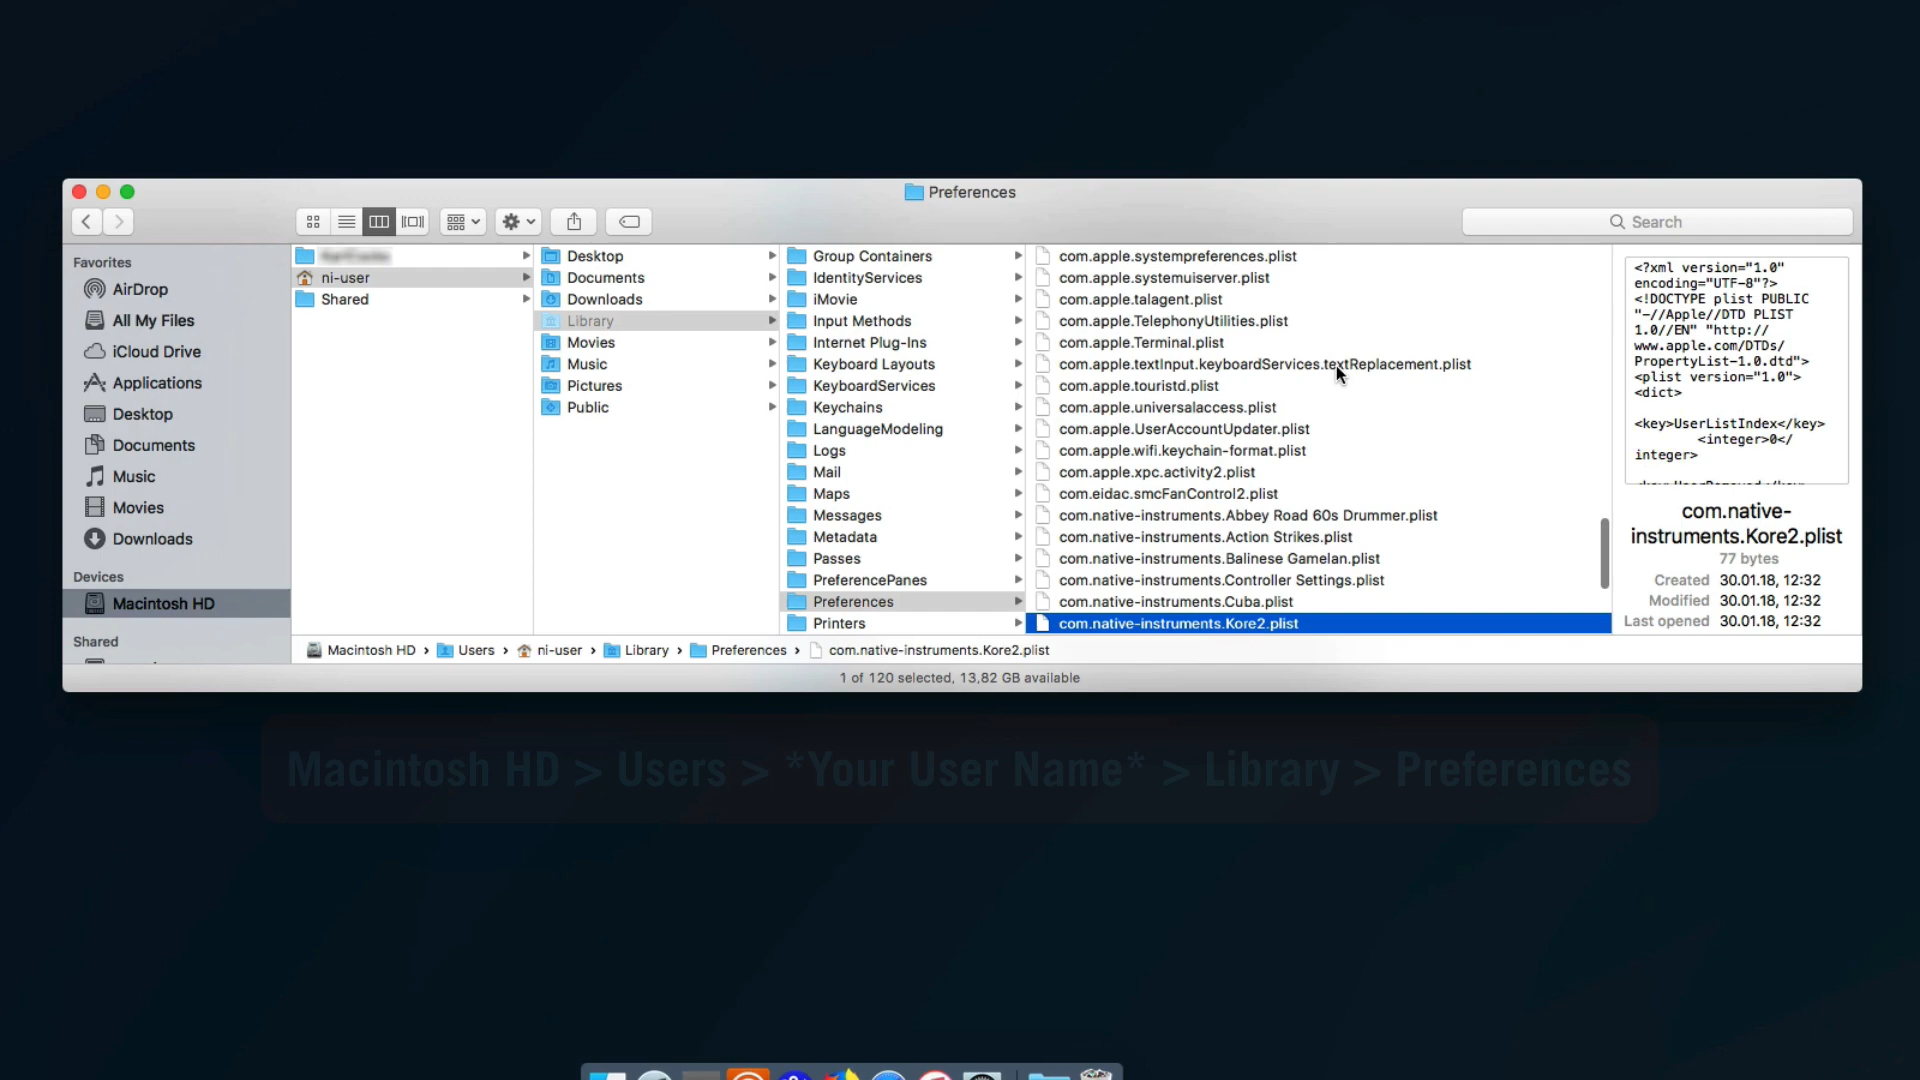 Preferences
Search
Favorites
AirDrop
All My Files
iCloud Drive
Applications
Desktop
Documents
Music
Movies
Downloads
Devices
Macintosh HD
Shared
ni-user
Shared
Desktop
Documents
Downloads
Library
Movies
Music
Pictures
Public
Group Containers
IdentityServices
iMovie
Input Methods
Internet Plug-Ins
Keyboard Layouts
KeyboardServices
Keychains
LanguageModeling
Logs
Mail
Maps
Messages
Metadata
Passes
PreferencePanes
Preferences
Printers
com.apple.systempreferences.plist
com.apple.systemuiserver.plist
com.apple.talagent.plist
com.apple.TelephonyUtilities.plist
com.apple.Terminal.plist
com.apple.textInput.keyboardServices.textReplacement.plist
com.apple.touristd.plist
com.apple.universalaccess.plist
com.apple.UserAccountUpdater.plist
com.apple.wifi.keychain-format.plist
com.apple.xpc.activity2.plist
com.eidac.smcFanControl2.plist
com.native-instruments.Abbey Road 60s Drummer.plist
com.native-instruments.Action Strikes.plist
com.native-instruments.Balinese Gamelan.plist
com.native-instruments.Controller Settings.plist
com.native-instruments.Cuba.plist
com.native-instruments.Kore2.plist
<?xml version="1.0"
encoding="UTF-8"?>
<!DOCTYPE plist PUBLIC
"-//Apple//DTD PLIST
1.0//EN" "http://
www.apple.com/DTDs/
PropertyList-1.0.dtd">
<plist version="1.0">
<dict>
<key>UserListIndex</key>
<integer>0</
integer>
com.native-
instruments.Kore2.plist
77 bytes
Created 30.01.18, 12:32
Modified 30.01.18, 12:32
Last opened 30.01.18, 12:32
Macintosh HD › Users › ni-user › Library › Preferences › com.native-instruments.Kore2.plist
1 of 120 selected, 13,82 GB available
Macintosh HD > Users > *Your User Name* > Library > Preferences